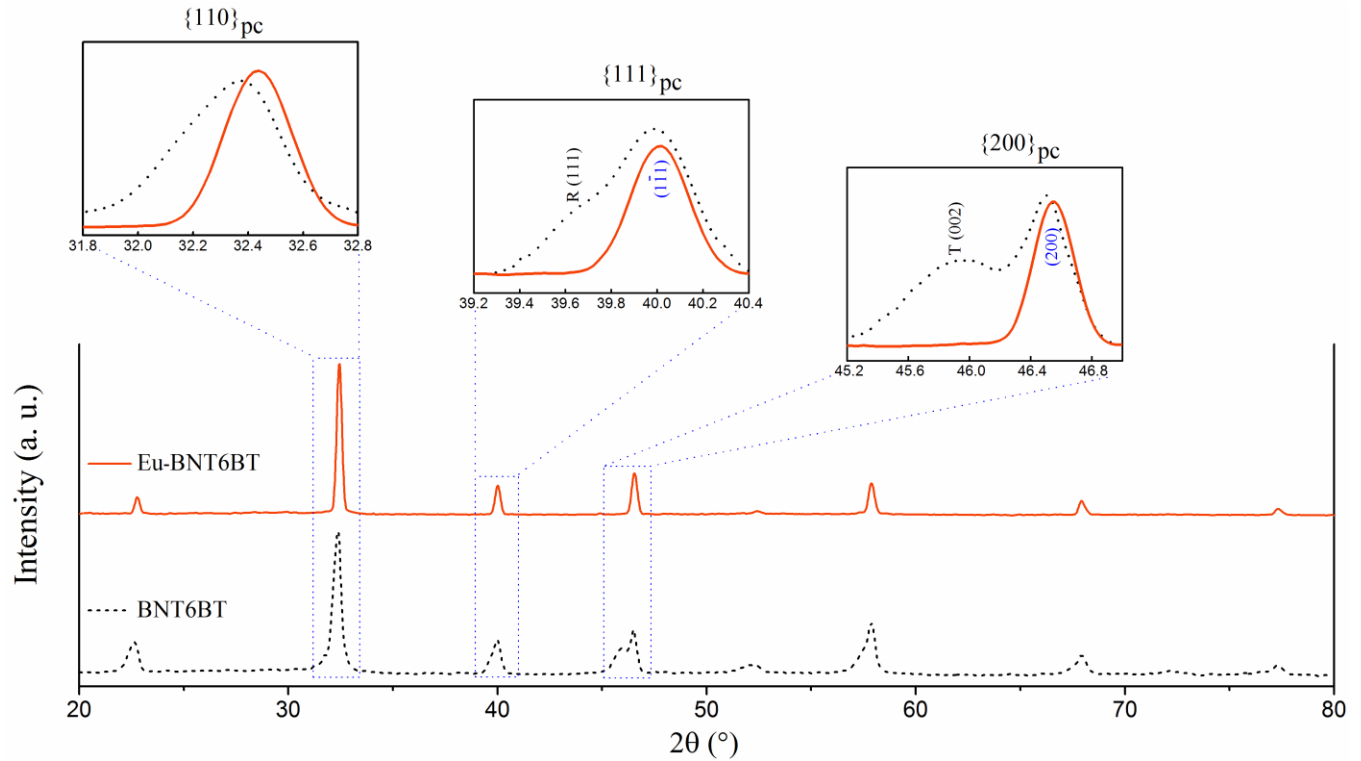 {110}pc
31.8 32.0 32.2 32.4 32.6 32.8
{111}pc
R (111)
(11̄1)
39.2 39.4 39.6 39.8 40.0 40.2 40.4
{200}pc
T (002)
(200)
45.2 45.6 46.0 46.4 46.8
Intensity (a. u.)
Eu-BNT6BT
BNT6BT
20 30 40 50 60 70 80
2θ (°)